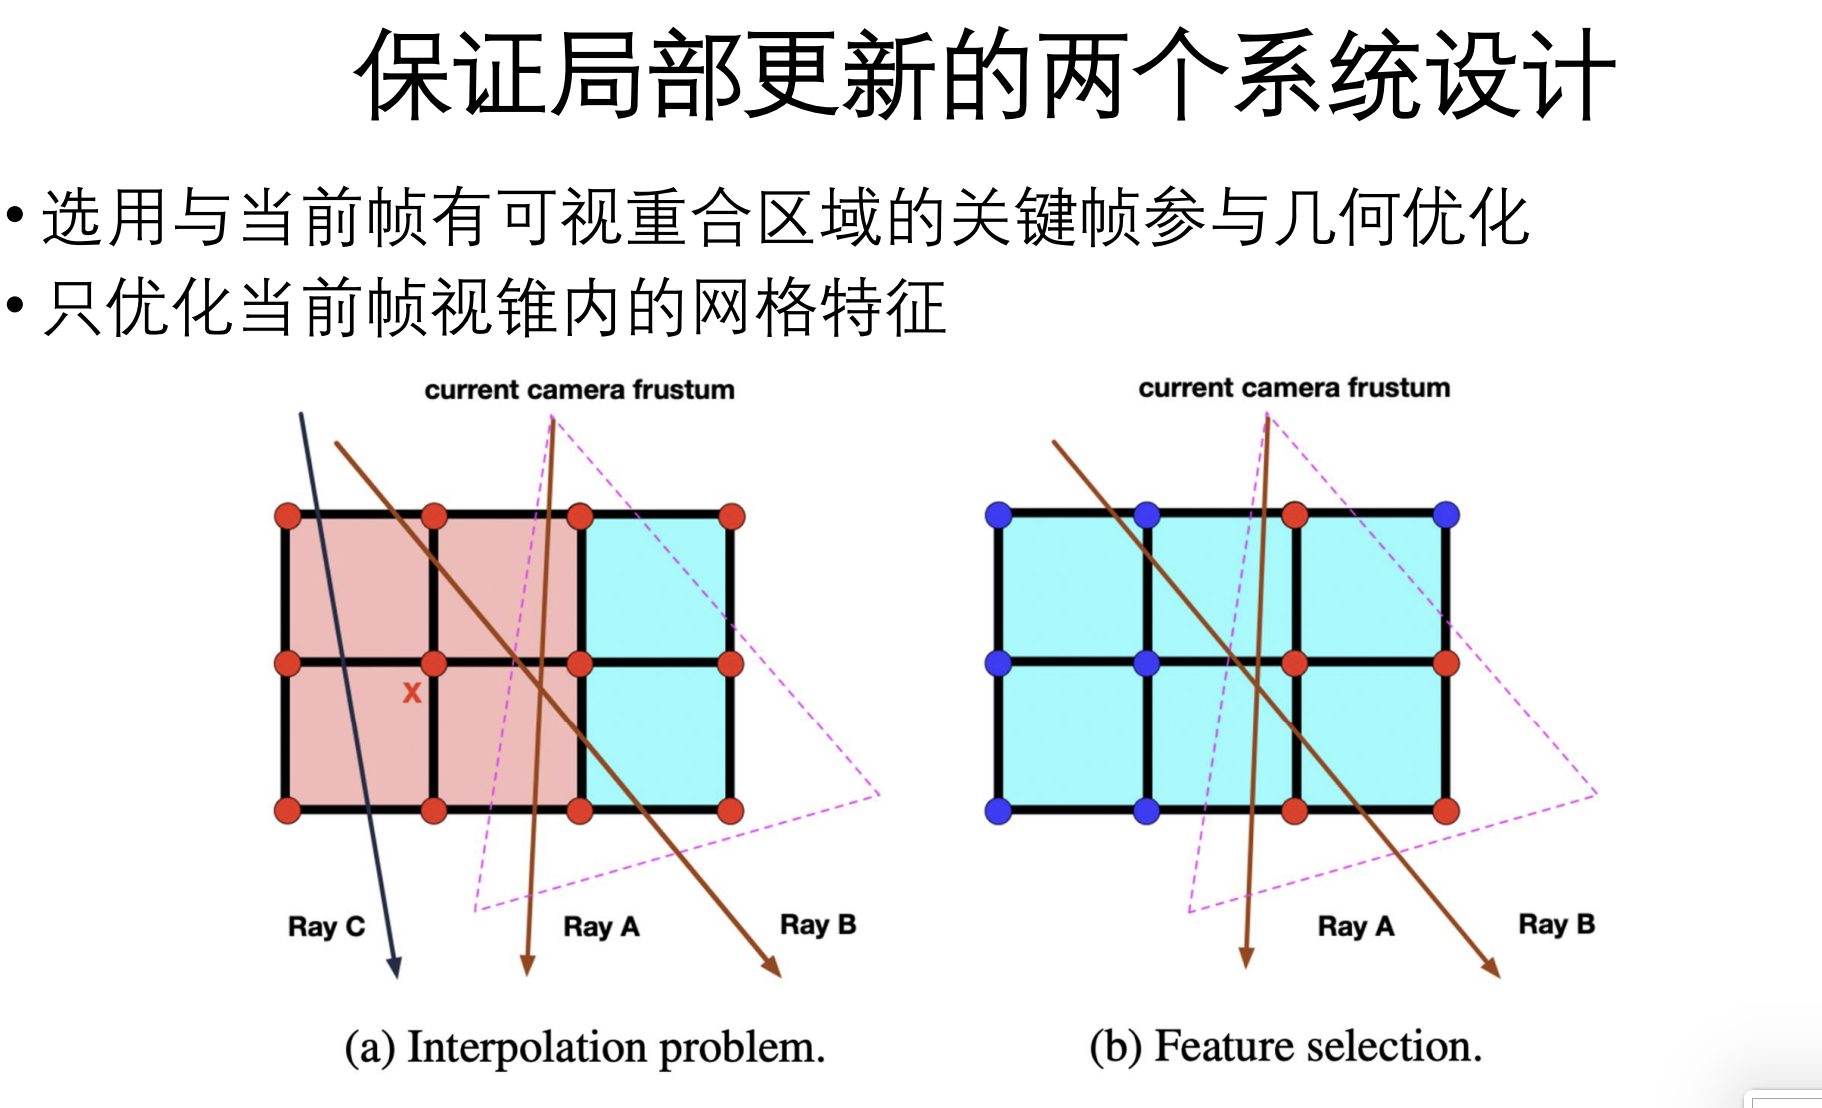 保证局部更新的两个系统设计
• 选用与当前帧有可视重合区域的关键帧参与几何优化
• 只优化当前帧视锥内的网格特征
current camera frustum
x
Ray C
Ray A
Ray B
(a) Interpolation problem.
current camera frustum
Ray A
Ray B
(b) Feature selection.